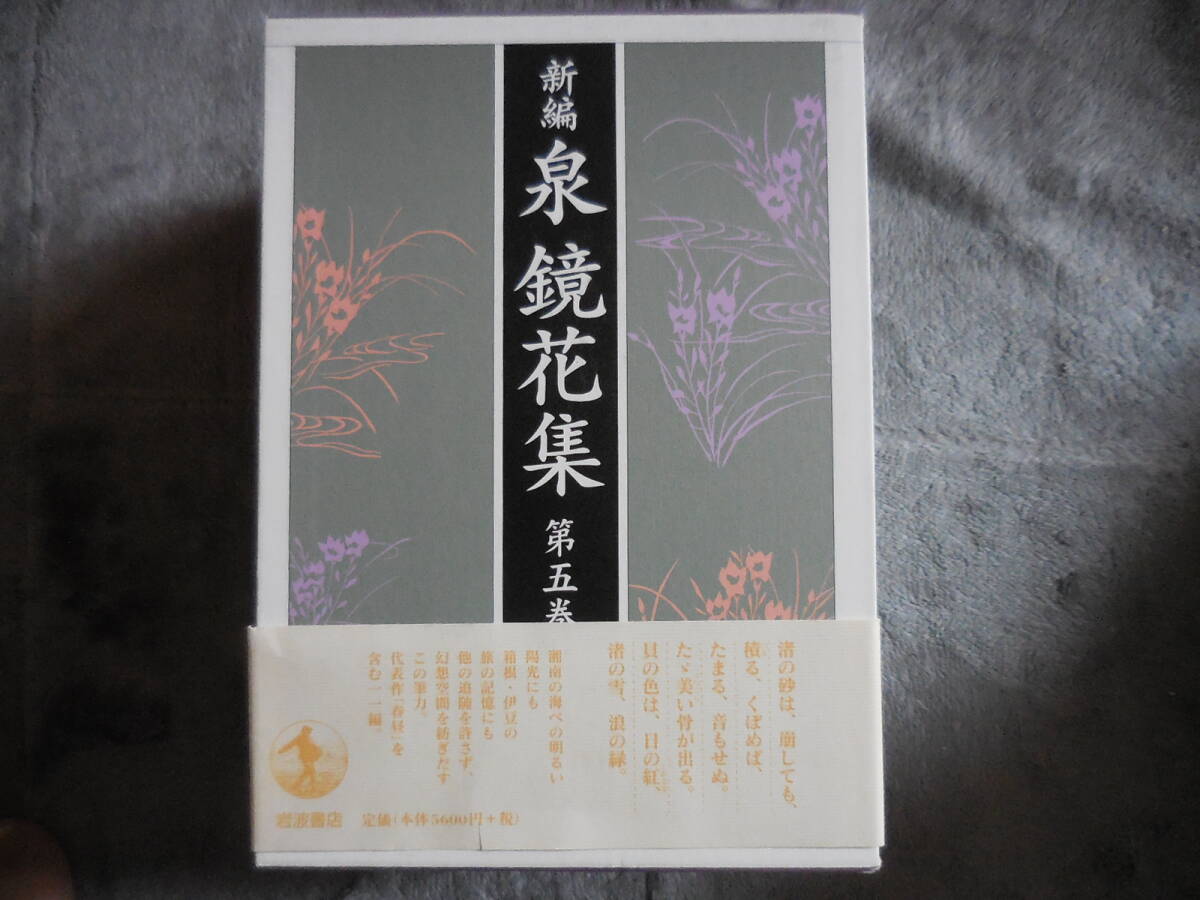 新編
泉鏡花集
第五巻
渚の砂は、崩しても、
積る、くぼめば、
たまる、音もせぬ。
たゞ美い骨が出る。
貝の色は、日の紅、
渚の雪、浪の緑。
湘南の海べの明るい
陽光にも
箱根・伊豆の
旅の記憶にも
他の追随を許さず、
幻想空間を紡ぎだす
この筆力。
代表作「春昼」を
含む一一編。
岩波書店
定価(本体5600円+税)